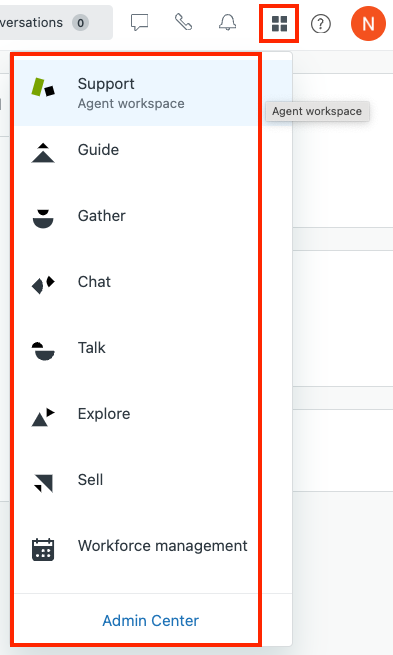 versations 0
N
Support
Agent workspace
Agent workspace
Guide
Gather
Chat
Talk
Explore
Sell
Workforce management
Admin Center